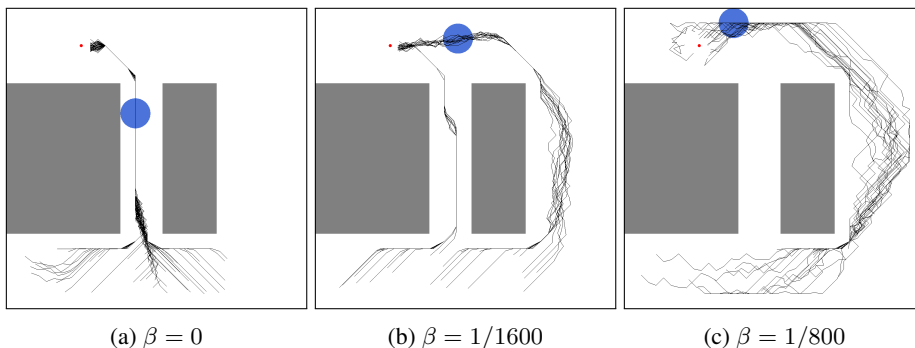 (a) β = 0
(b) β = 1/1600
(c) β = 1/800